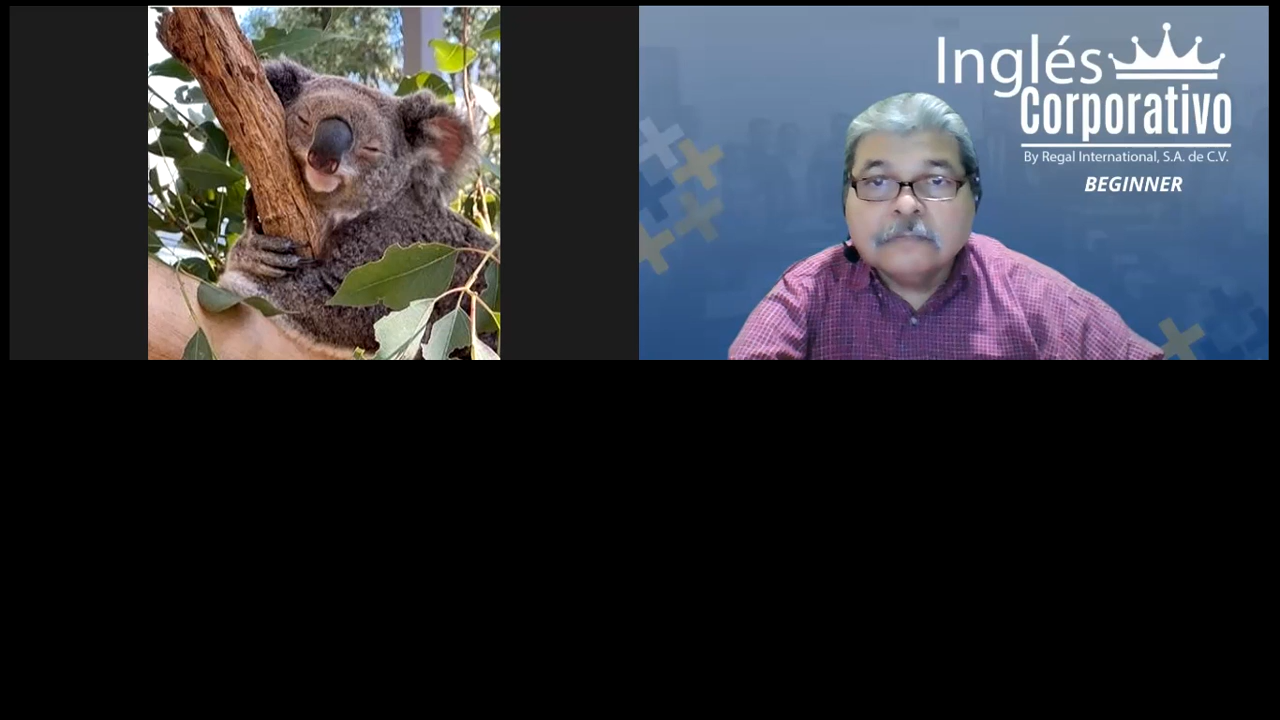 Inglés
Corporativo
By Regal International, S.A. de C.V.
BEGINNER